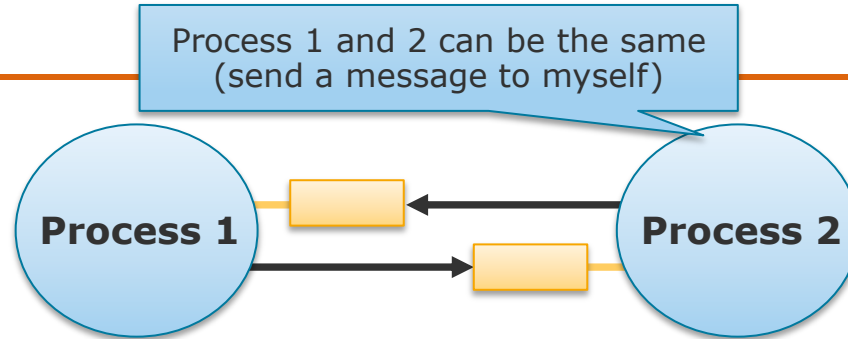 Process 1 and 2 can be the same
(send a message to myself)
Process 1
Process 2